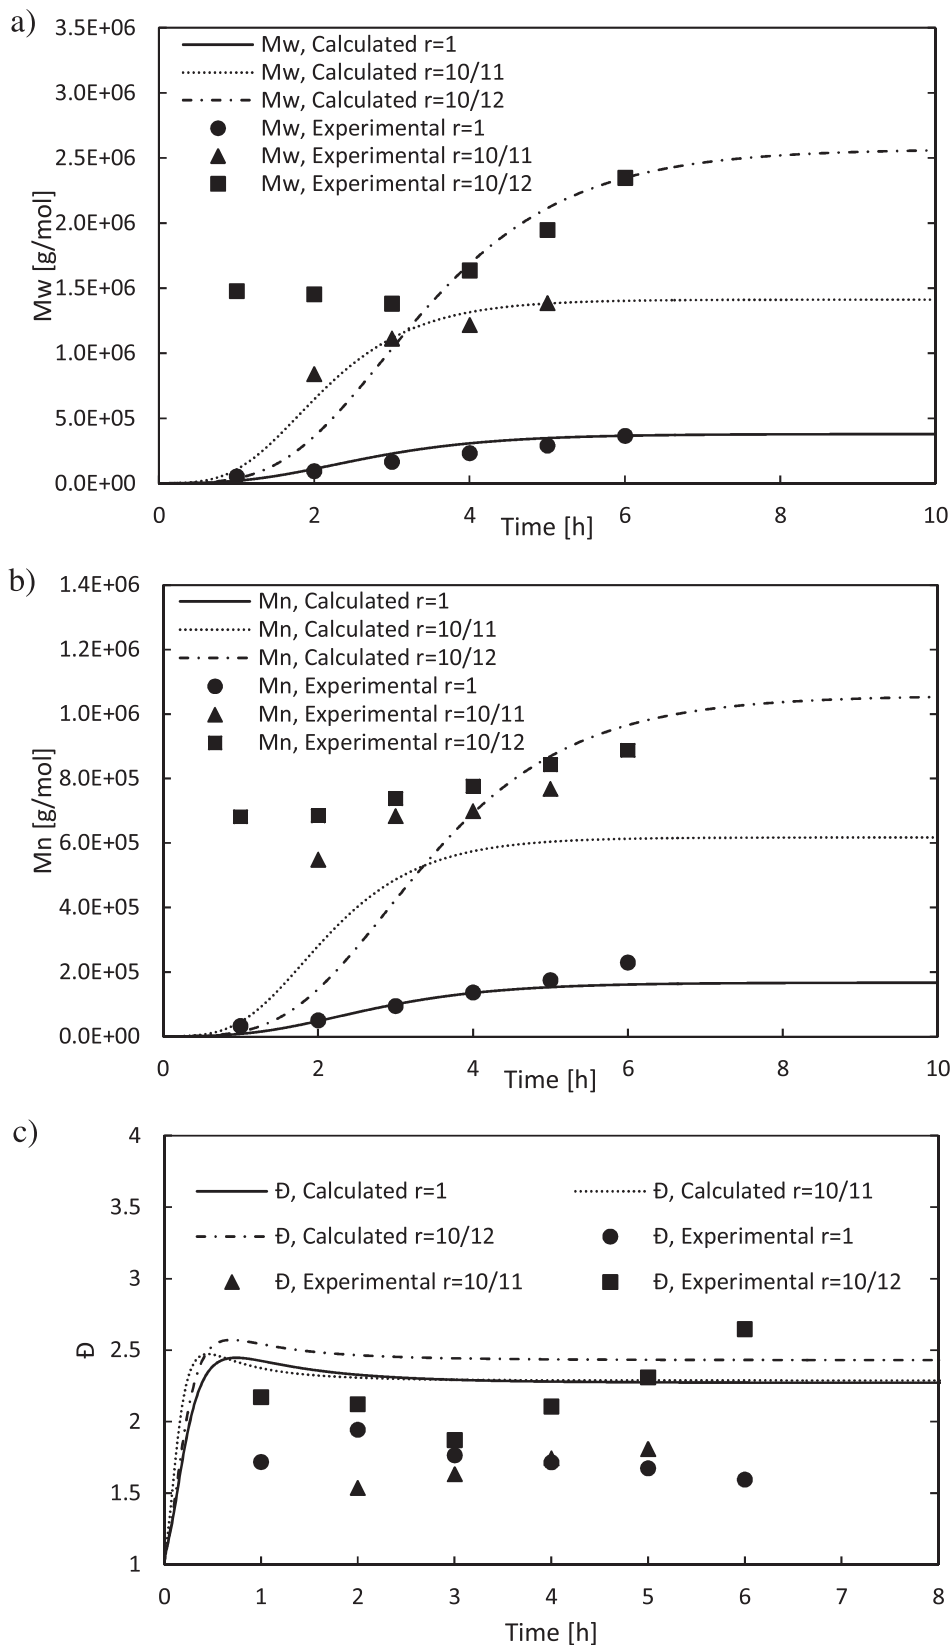 a)
3.5E+06
3.0E+06
2.5E+06
2.0E+06
1.5E+06
1.0E+06
5.0E+05
0.0E+00
Mw [g/mol]
Mw, Calculated r=1
Mw, Calculated r=10/11
Mw, Calculated r=10/12
Mw, Experimental r=1
Mw, Experimental r=10/11
Mw, Experimental r=10/12
0 2 4 6 8 10
Time [h]
b)
1.4E+06
1.2E+06
1.0E+06
8.0E+05
6.0E+05
4.0E+05
2.0E+05
0.0E+00
Mn [g/mol]
Mn, Calculated r=1
Mn, Calculated r=10/11
Mn, Calculated r=10/12
Mn, Experimental r=1
Mn, Experimental r=10/11
Mn, Experimental r=10/12
0 2 4 6 8 10
Time [h]
c)
4
3.5
3
2.5
2
1.5
1
Đ
Đ, Calculated r=1 Đ, Calculated r=10/11
Đ, Calculated r=10/12 Đ, Experimental r=1
Đ, Experimental r=10/11 Đ, Experimental r=10/12
0 1 2 3 4 5 6 7 8
Time [h]